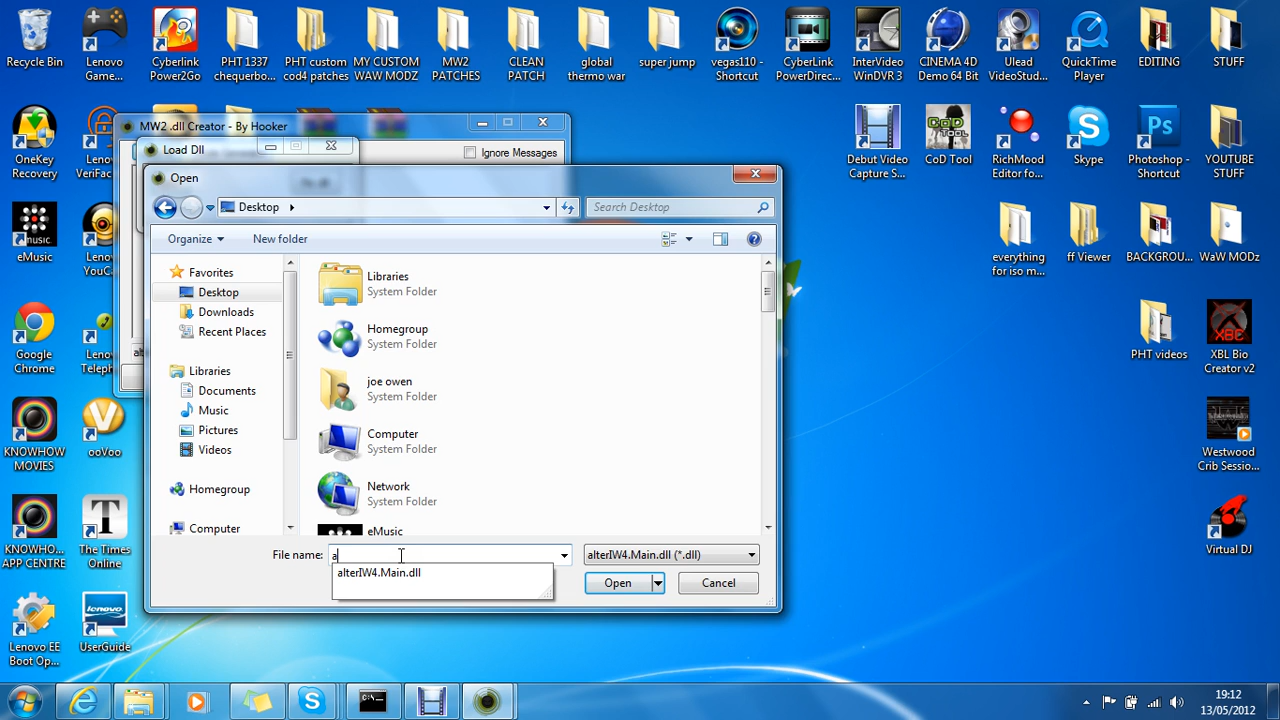 Recycle Bin
Lenovo
Game...
Cyberlink
Power2Go
PHT 1337
chequerbo...
PHT custom
cod4 patches
MY CUSTOM
WAW MODZ
MW2
PATCHES
CLEAN
PATCH
global
thermo war
super jump
vegas110 -
Shortcut
CyberLink
PowerDirec...
InterVideo
WinDVR 3
CINEMA 4D
Demo 64 Bit
Ulead
VideoStud...
QuickTime
Player
EDITING
STUFF
OneKey
Recovery
Leno
VeriFac
MW2 .dll Creator - By Hooker
Load Dll
Ignore Messages
Debut Video
Capture S...
CoD Tool
RichMood
Editor fo...
Skype
Photoshop -
Shortcut
YOUTUBE
STUFF
eMusic
Leno
YouC
everything
for iso m...
ff Viewer
BACKGROU...
WaW MODz
Google
Chrome
Leno
Teleph
PHT videos
XBL Bio
Creator v2
KNOWHOW
MOVIES
ooVoo
Westwood
Crib Sessio...
KNOWHO...
APP CENTRE
The Times
Online
Virtual DJ
Lenovo EE
Boot Op...
UserGuide
Open
Desktop
Search Desktop
Organize
New folder
Favorites
Desktop
Downloads
Recent Places
Libraries
Documents
Music
Pictures
Videos
Homegroup
Computer
Libraries
System Folder
Homegroup
System Folder
joe owen
System Folder
Computer
System Folder
Network
System Folder
eMusic
File name: a
alterIW4.Main.dll (*.dll)
alterIW4.Main.dll
Open
Cancel
19:12
13/05/2012